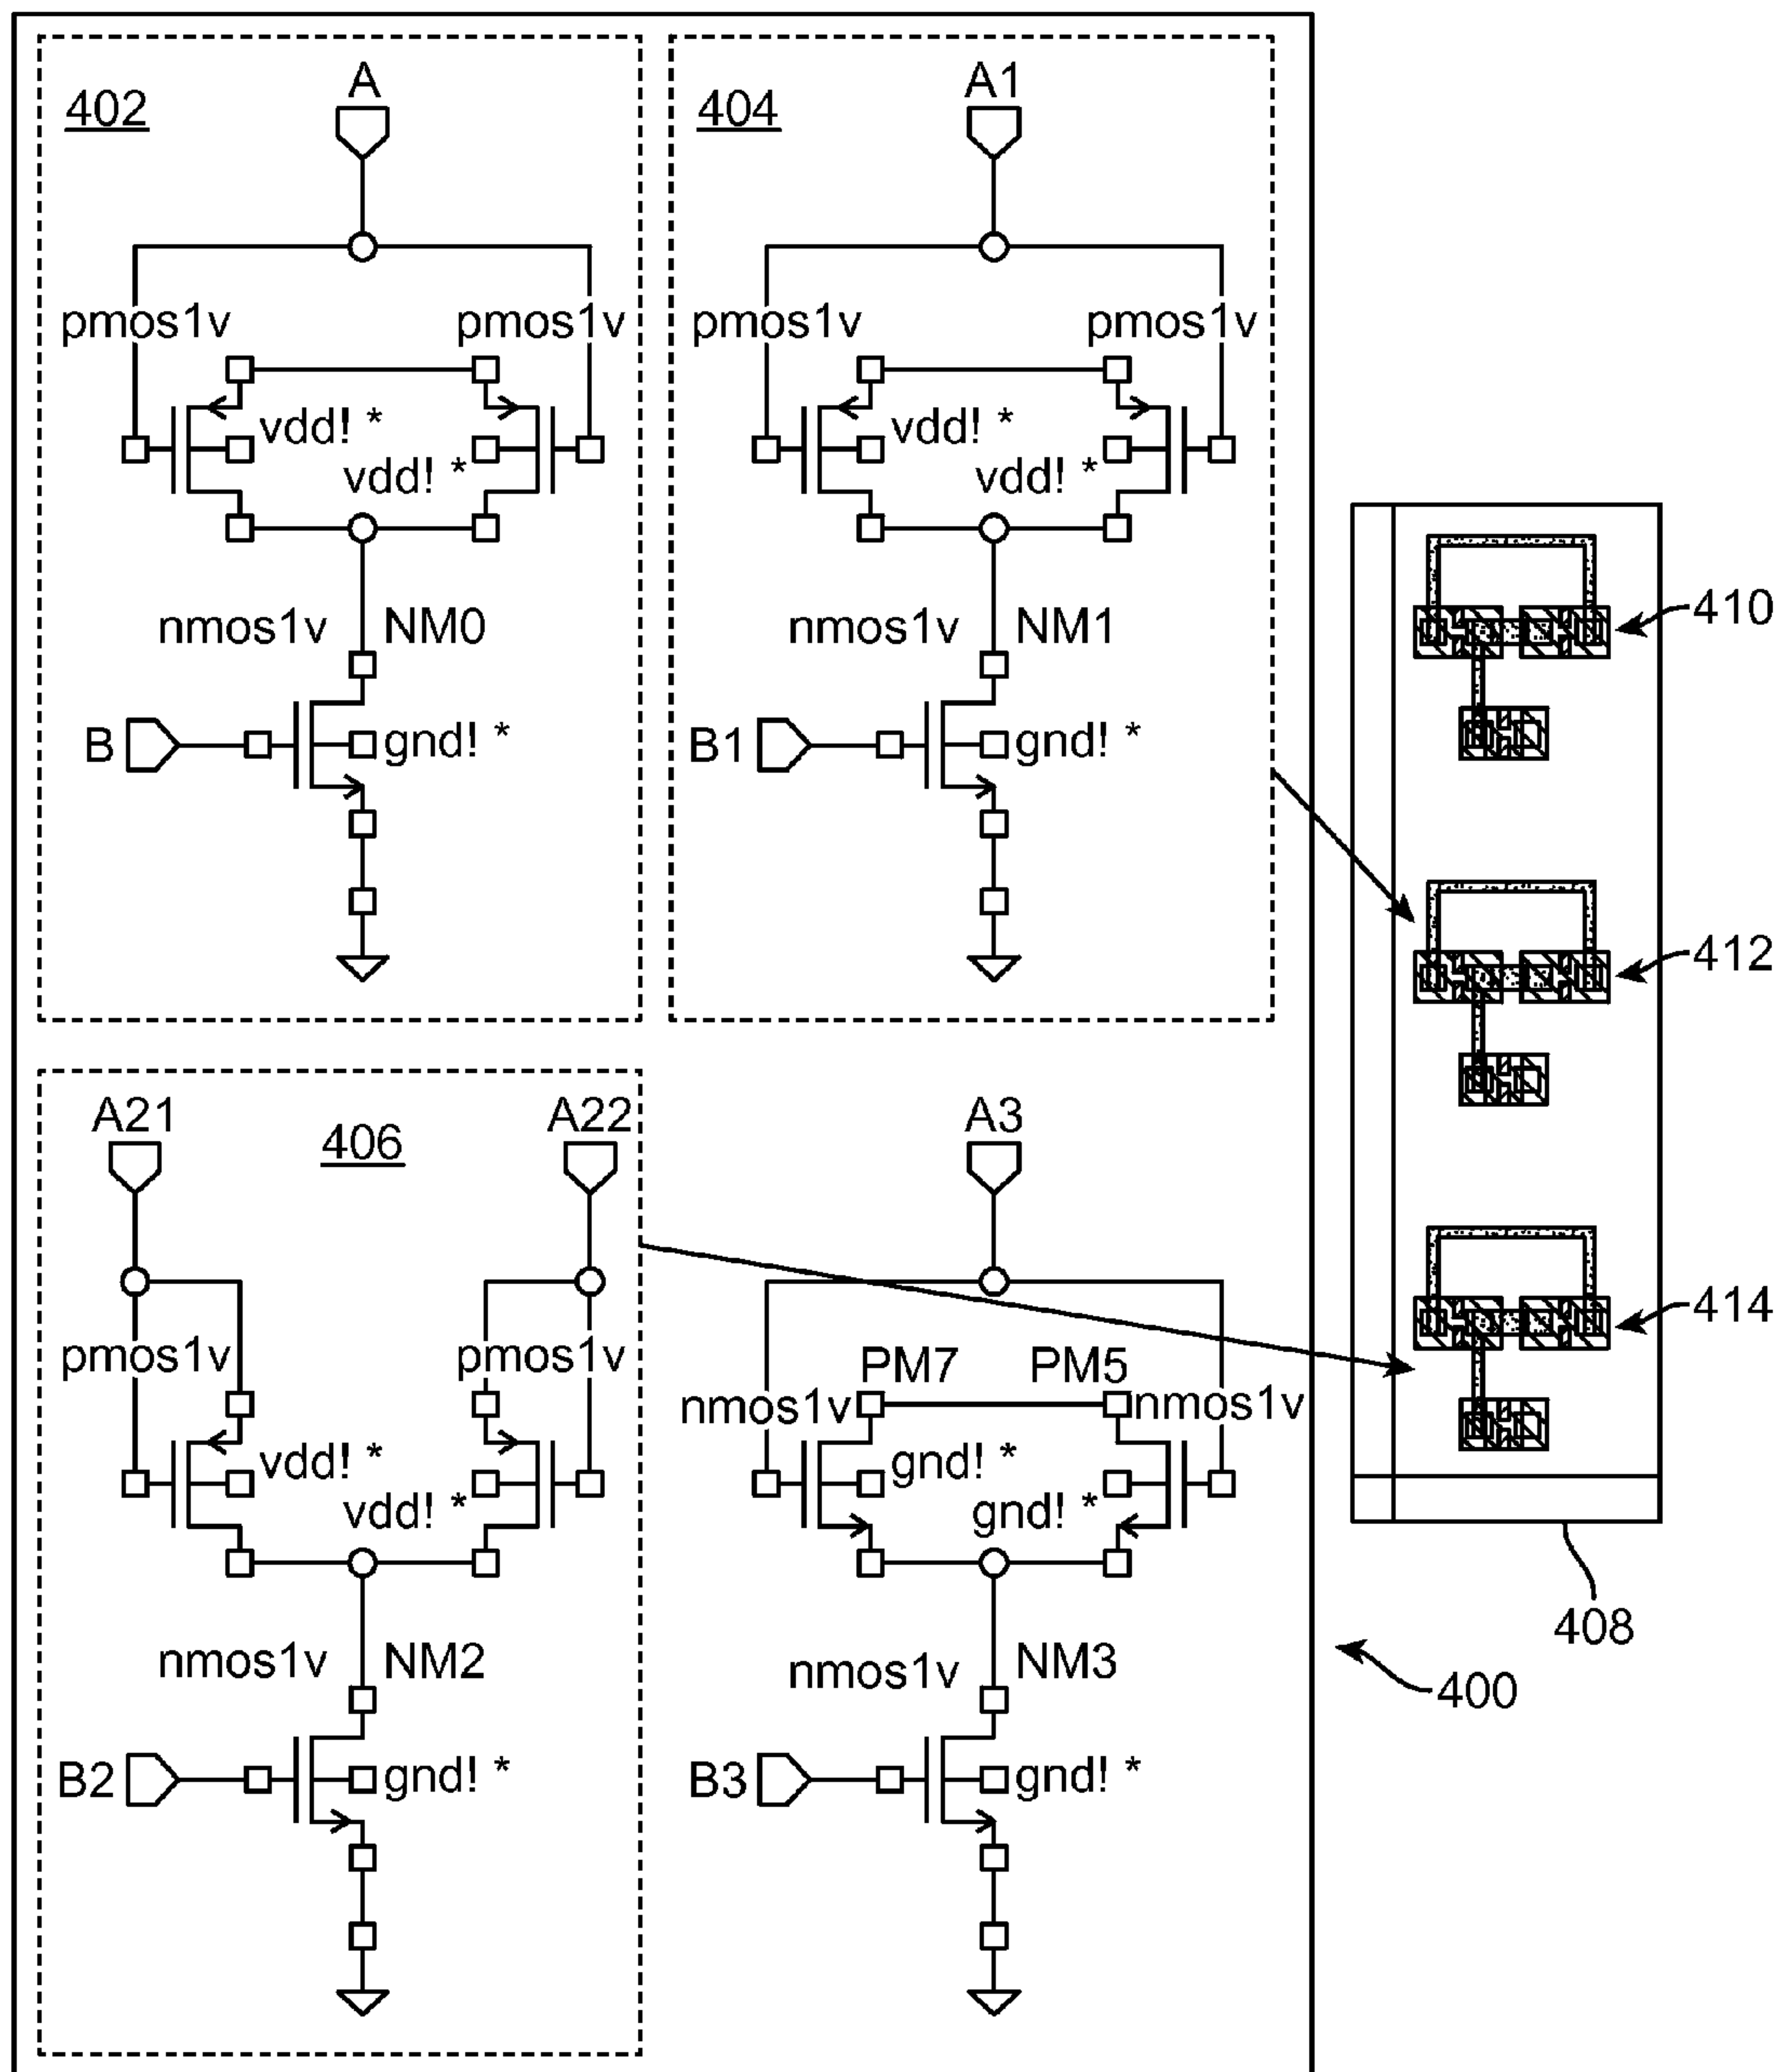 402
A
404
A1
pmos1v
pmos1v
pmos1v
pmos1v
vdd! *
vdd! *
vdd! *
vdd! *
410
nmos1v
NM0
nmos1v
NM1
B
gnd! *
B1
gnd! *
412
A21
406
A22
A3
414
pmos1v
pmos1v
PM7
PM5
nmos1v
nmos1v
vdd! *
vdd! *
gnd! *
gnd! *
408
nmos1v
NM2
nmos1v
NM3
400
B2
gnd! *
B3
gnd! *